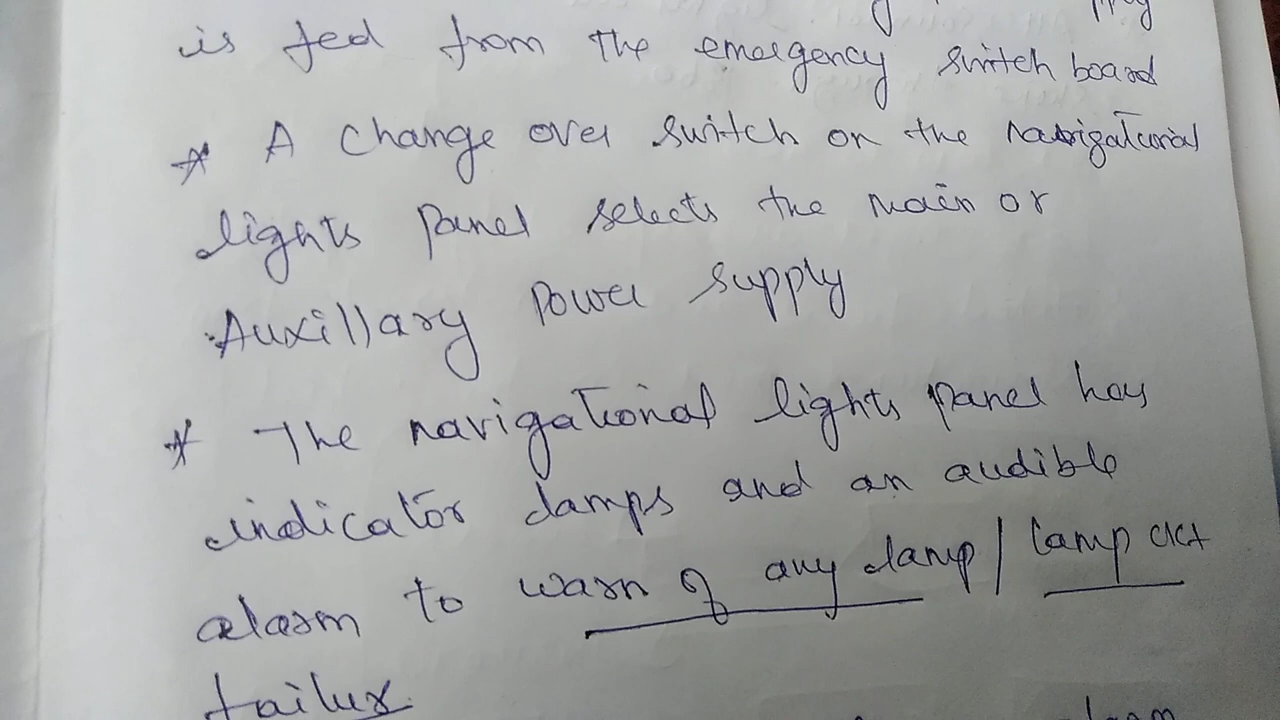 is fed from the emergency switch board
* A Change over switch on the navigational
lights panel selects the main or
Auxillary power supply
* The navigational lights panel has
indicator lamps and an audible
alarm to warn of any lamp / lamp ckt
failure.
alarm